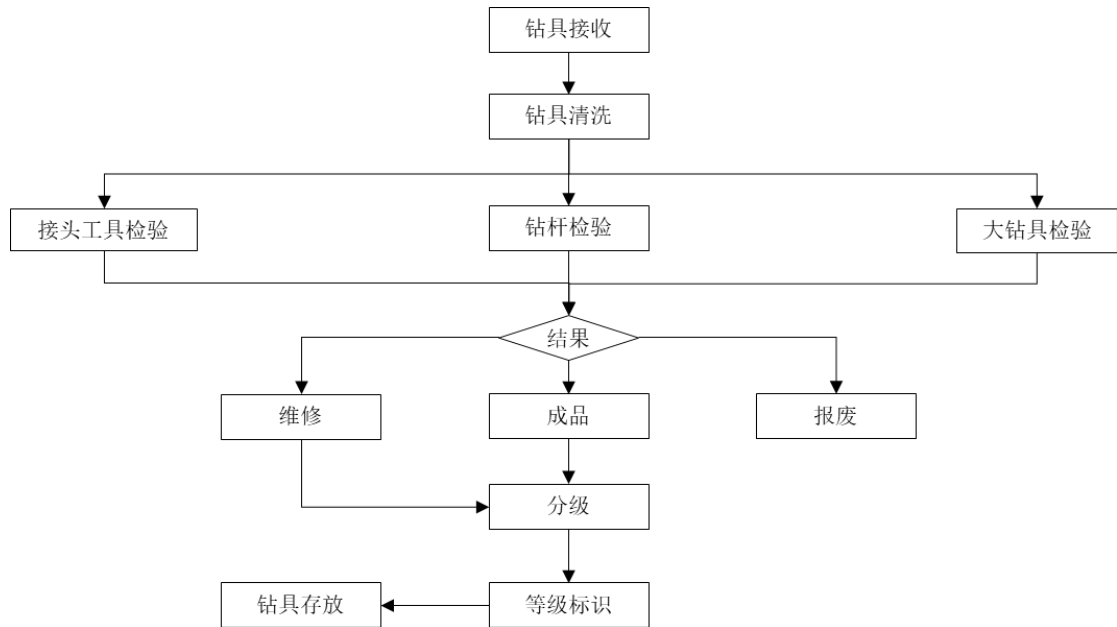 钻具接收
钻具清洗
接头工具检验
钻杆检验
大钻具检验
结果
维修
成品
报废
分级
钻具存放
等级标识